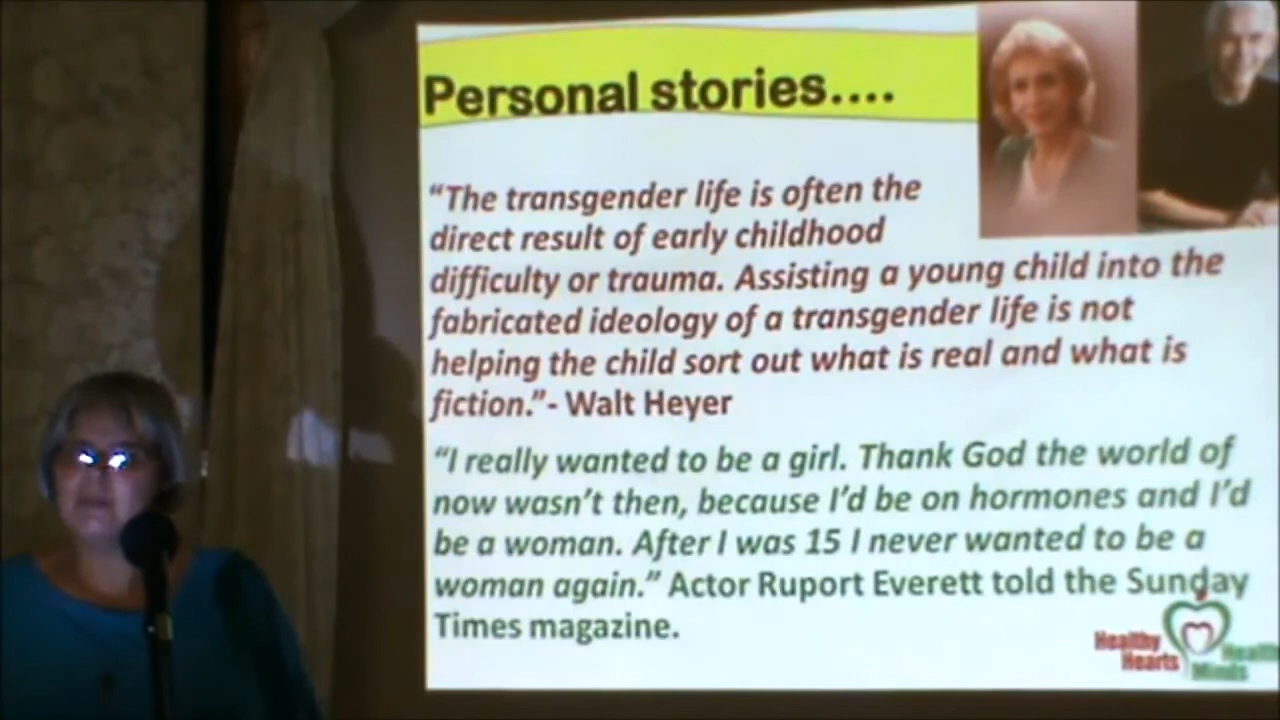 Personal stories....
“The transgender life is often the
direct result of early childhood
difficulty or trauma. Assisting a young child into the
fabricated ideology of a transgender life is not
helping the child sort out what is real and what is
fiction.”- Walt Heyer
“I really wanted to be a girl. Thank God the world of
now wasn’t then, because I’d be on hormones and I’d
be a woman. After I was 15 I never wanted to be a
woman again.” Actor Ruport Everett told the Sunday
Times magazine.
Healthy
Hearts
Minds